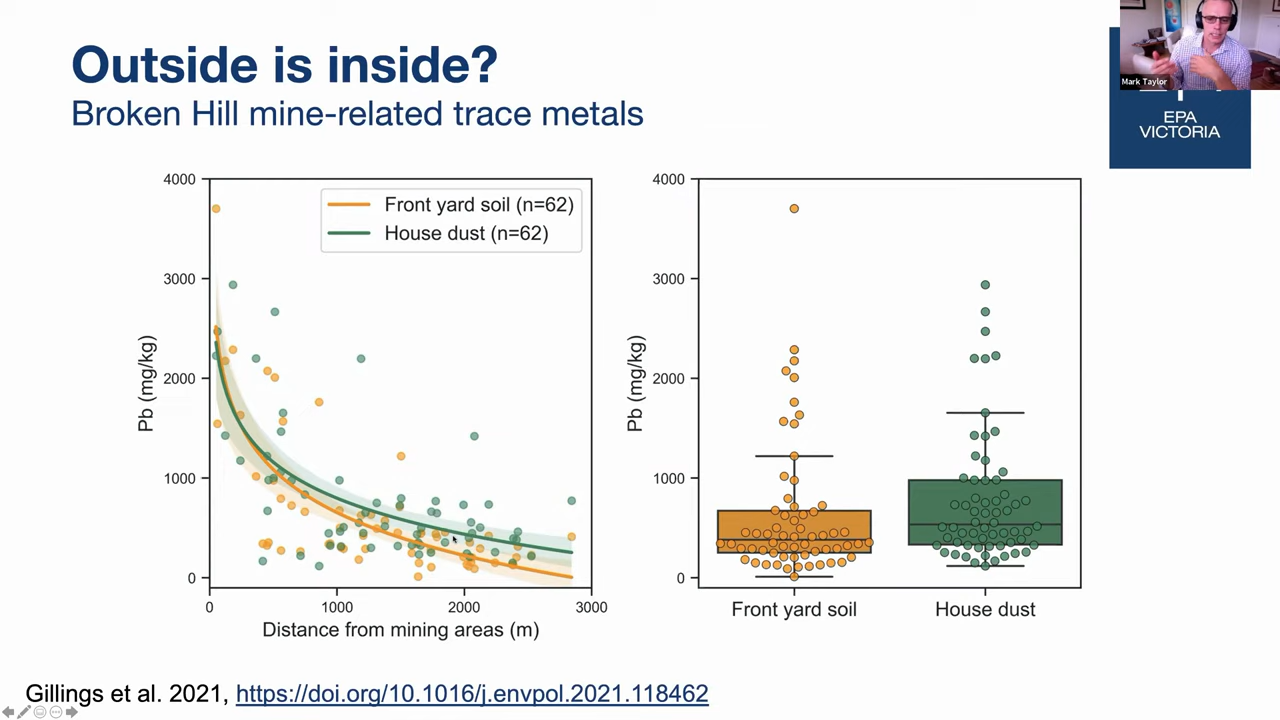 Outside is inside?
Broken Hill mine-related trace metals
Mark Taylor
EPA
VICTORIA
4000
3000
2000
1000
0
Pb (mg/kg)
Front yard soil (n=62)
House dust (n=62)
0
1000
2000
3000
Distance from mining areas (m)
4000
3000
2000
1000
0
Pb (mg/kg)
Front yard soil
House dust
Gillings et al. 2021, https://doi.org/10.1016/j.envpol.2021.118462